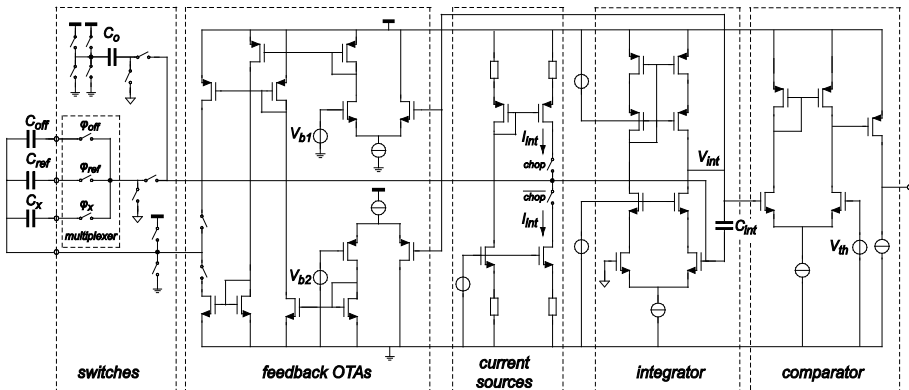 C_o
C_off
φ_off
C_ref
φ_ref
C_x
φ_x
multiplexer
V_b1
V_b2
I_Int
chop
c̅h̅o̅p̅
I_Int
V_int
C_Int
V_th
switches
feedback OTAs
current
sources
integrator
comparator